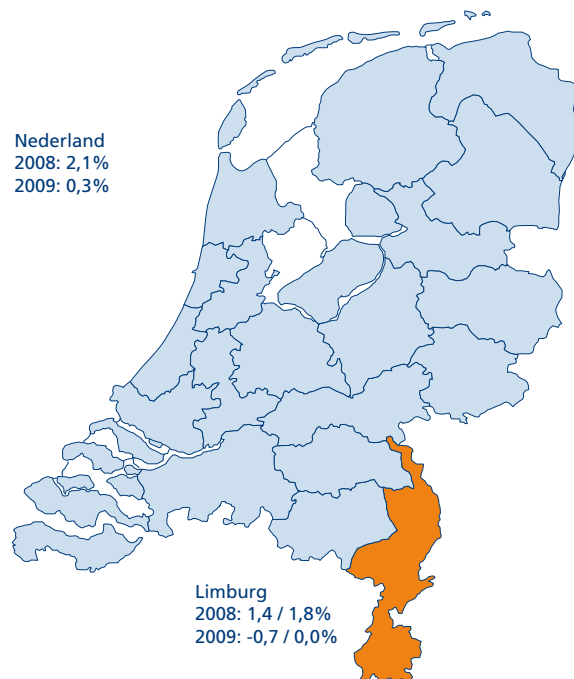 Nederland
2008: 2,1%
2009: 0,3%
Limburg
2008: 1,4 / 1,8%
2009: -0,7 / 0,0%